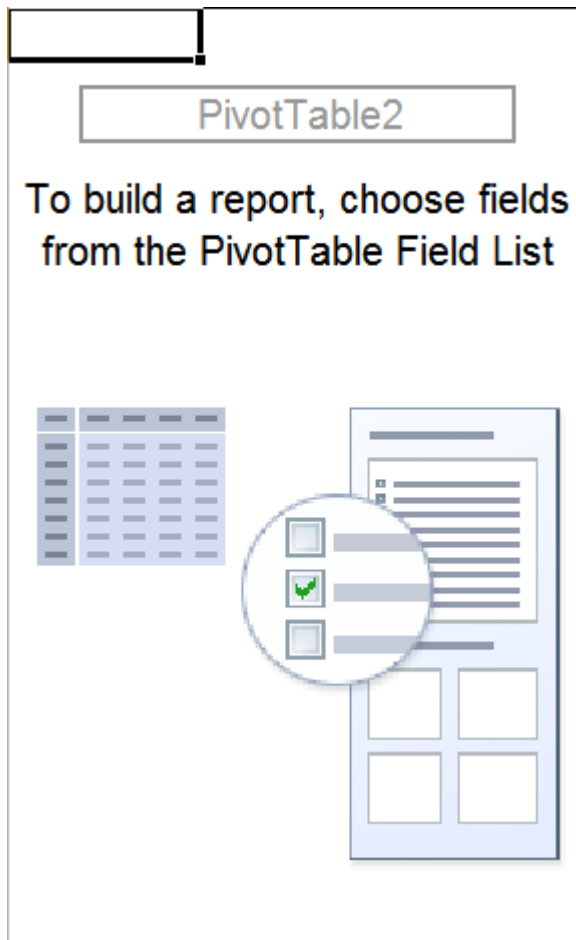 PivotTable2
To build a report, choose fields
from the PivotTable Field List